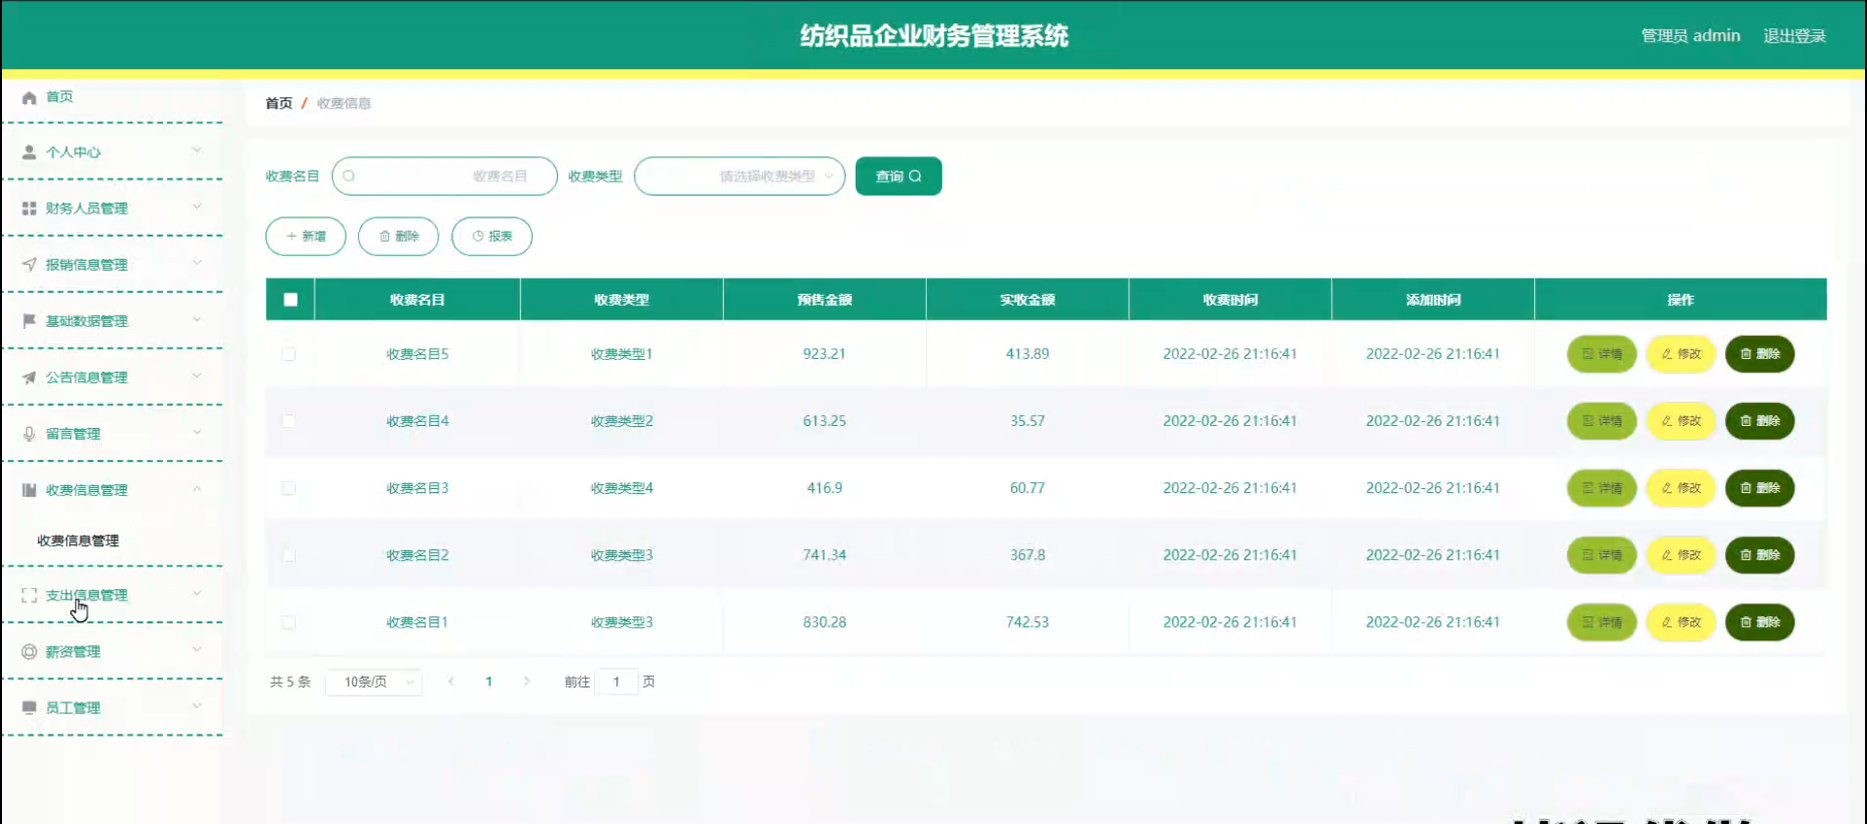 纺织品企业财务管理系统
管理员 admin 退出登录
首页
个人中心
财务人员管理
报销信息管理
基础数据管理
公告信息管理
留言管理
收费信息管理
收费信息管理
支出信息管理
薪资管理
员工管理
首页 / 收费信息
收费名目 收费名目 收费类型 请选择收费类型 查询
新增 删除 报表
收费名目 收费类型 预售金额 实收金额 收费时间 添加时间 操作
收费名目5 收费类型1 923.21 413.89 2022-02-26 21:16:41 2022-02-26 21:16:41 详情 修改 删除
收费名目4 收费类型2 613.25 35.57 2022-02-26 21:16:41 2022-02-26 21:16:41 详情 修改 删除
收费名目3 收费类型4 416.9 60.77 2022-02-26 21:16:41 2022-02-26 21:16:41 详情 修改 删除
收费名目2 收费类型3 741.34 367.8 2022-02-26 21:16:41 2022-02-26 21:16:41 详情 修改 删除
收费名目1 收费类型3 830.28 742.53 2022-02-26 21:16:41 2022-02-26 21:16:41 详情 修改 删除
共 5 条 10条/页 1 前往 1 页